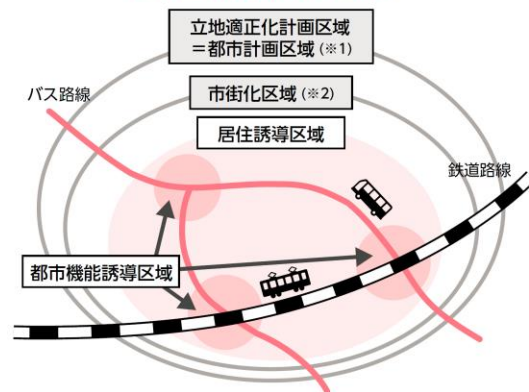 立地適正化計画区域
＝都市計画区域（※1）
バス路線
市街化区域（※2）
居住誘導区域
鉄道路線
都市機能誘導区域